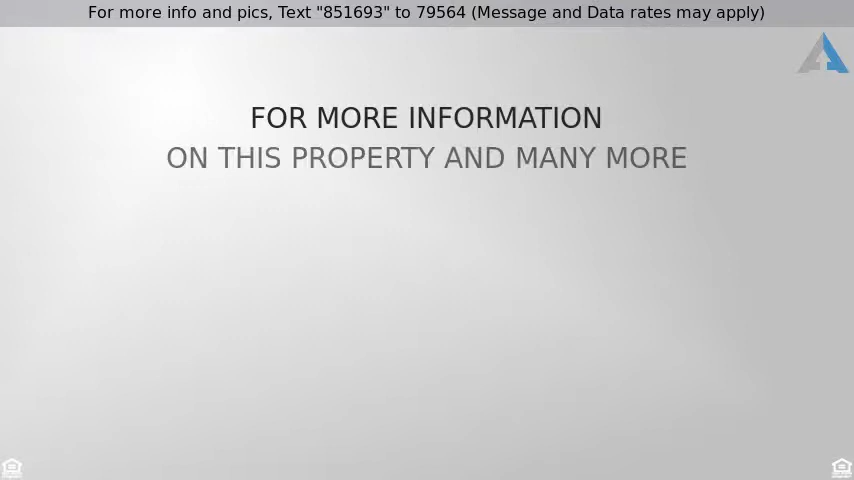 For more info and pics, Text "851693" to 79564 (Message and Data rates may apply)
FOR MORE INFORMATION
ON THIS PROPERTY AND MANY MORE